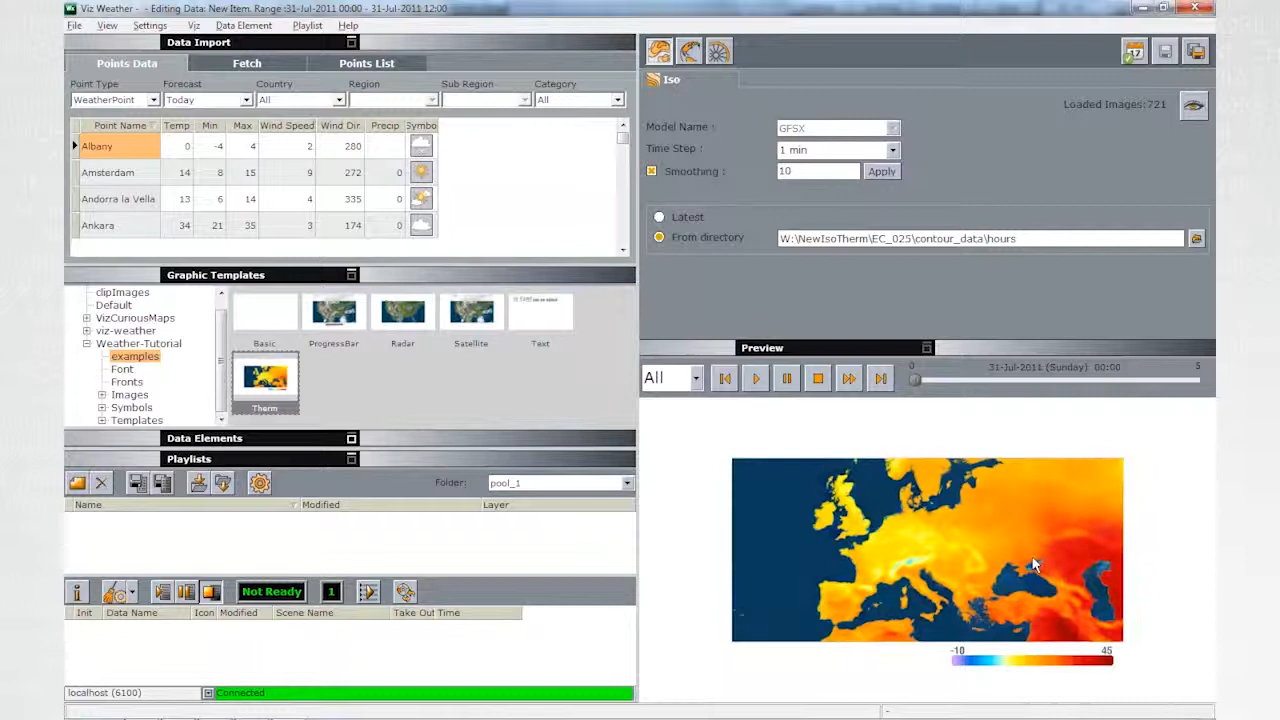 Viz Weather - - Editing Data: New Item. Range :31-Jul-2011 00:00 - 31-Jul-2011 12:00
File View Settings Viz Data Element Playlist Help
Data Import
Points Data Fetch Points List
Point Type Forecast Country Region Sub Region Category
WeatherPoint Today All All
Point Name Temp Min Max Wind Speed Wind Dir Precip Symbo
Albany 0 -4 4 2 280
Amsterdam 14 8 15 9 272 0
Andorra la Vella 13 6 14 4 335 0
Ankara 34 21 35 3 174 0
Graphic Templates
clipImages
Default
VizCuriousMaps
viz-weather
Weather-Tutorial
examples
Font
Fronts
Images
Symbols
Templates
Basic ProgressBar Radar Satellite Text
Therm
Data Elements
Playlists
Folder: pool_1
Name Modified Layer
Not Ready 1
Init Data Name Icon Modified Scene Name Take Out Time
localhost (6100) Connected
17
Iso
Loaded Images:721
Model Name : GFSX
Time Step : 1 min
Smoothing : 10 Apply
Latest
From directory W:\NewIsoTherm\EC_025\contour_data\hours
Preview
All 0 31-Jul-2011 (Sunday) 00:00 5
-10 45
-